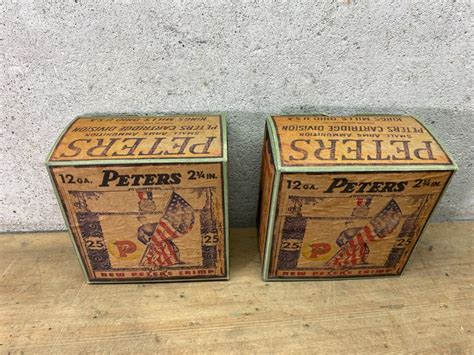 SMALL ARMS AMMUNITION
PETERS CARTRIDGE DIVISION
KINGS MILLS
PETERS
12 GA. PETERS 2¾ IN.
25 P 25
NEW PETERS CRIMP
SMALL ARMS AMMUNITION
KINGS MILLS, OHIO U.S.A.
PETERS CARTRIDGE DIVISION
PETERS
12 GA. PETERS 2¾ IN.
25 P 25
NEW PETERS CRIMP